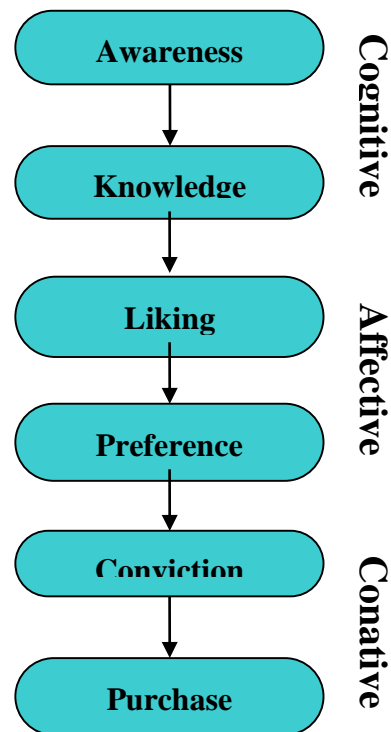 Awareness
Knowledge
Cognitive
Liking
Preference
Affective
Conviction
Purchase
Conative